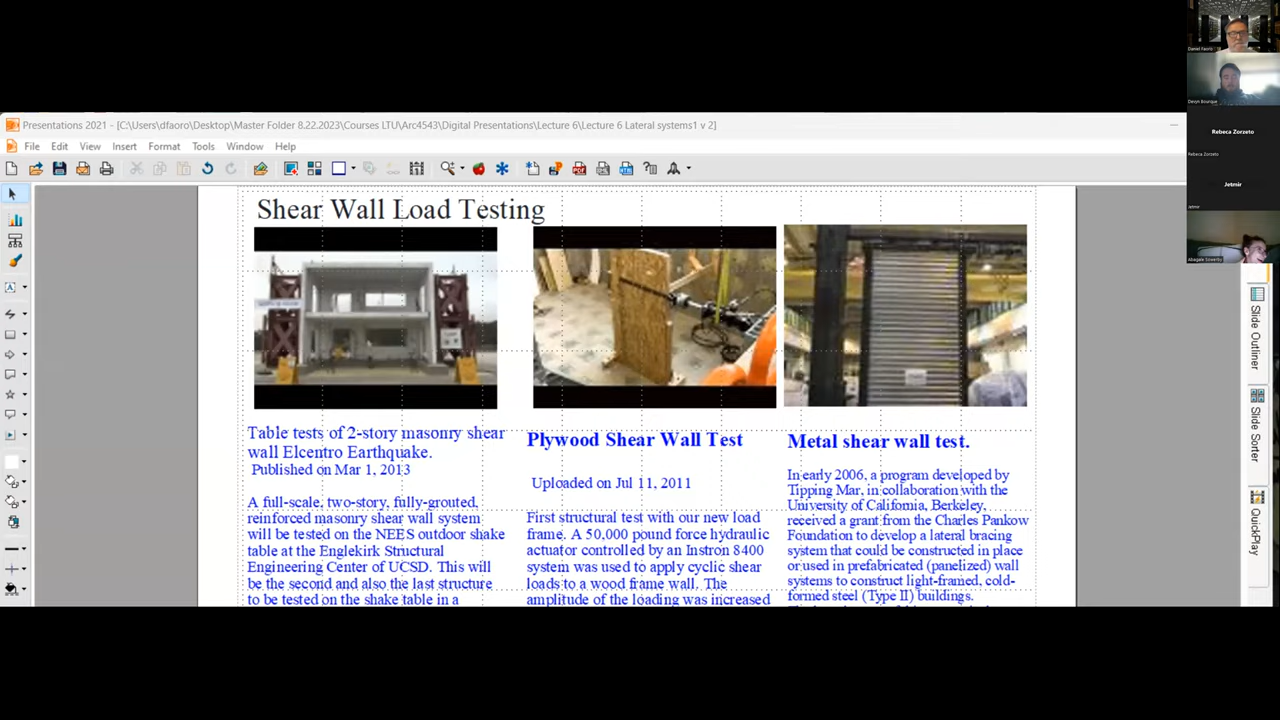 Presentations 2021 - [C:\Users\dfaoro\Desktop\Master Folder 8.22.2023\Courses LTU\Arc4543\Digital Presentations\Lecture 6\Lecture 6 Lateral systems1 v 2]
File Edit View Insert Format Tools Window Help
Shear Wall Load Testing
Table tests of 2-story masonry shear
wall Elcentro Earthquake.
Published on Mar 1, 2013
A full-scale, two-story, fully-grouted,
reinforced masonry shear wall system
will be tested on the NEES outdoor shake
table at the Englekirk Structural
Engineering Center of UCSD. This will
be the second and also the last structure
to be tested on the shake table in a
Plywood Shear Wall Test
Uploaded on Jul 11, 2011
First structural test with our new load
frame. A 50,000 pound force hydraulic
actuator controlled by an Instron 8400
system was used to apply cyclic shear
loads to a wood frame wall. The
amplitude of the loading was increased
Metal shear wall test.
In early 2006, a program developed by
Tipping Mar, in collaboration with the
University of California, Berkeley,
received a grant from the Charles Pankow
Foundation to develop a lateral bracing
system that could be constructed in place
or used in prefabricated (panelized) wall
systems to construct light-framed, cold-
formed steel (Type II) buildings.
Slide Outliner
Slide Sorter
QuickPlay
Devyn Bourque
Rebeca Zorzeto
Rebeca Zorzeto
Jetmir
Jetmir